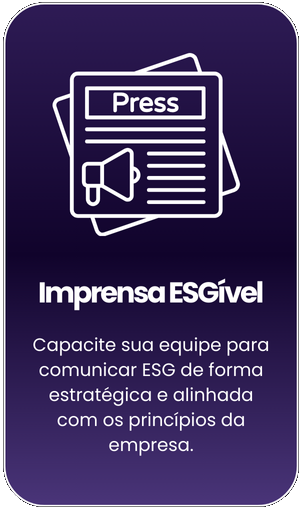 Press
Imprensa ESGível
Capacite sua equipe para
comunicar ESG de forma
estratégica e alinhada
com os princípios da
empresa.